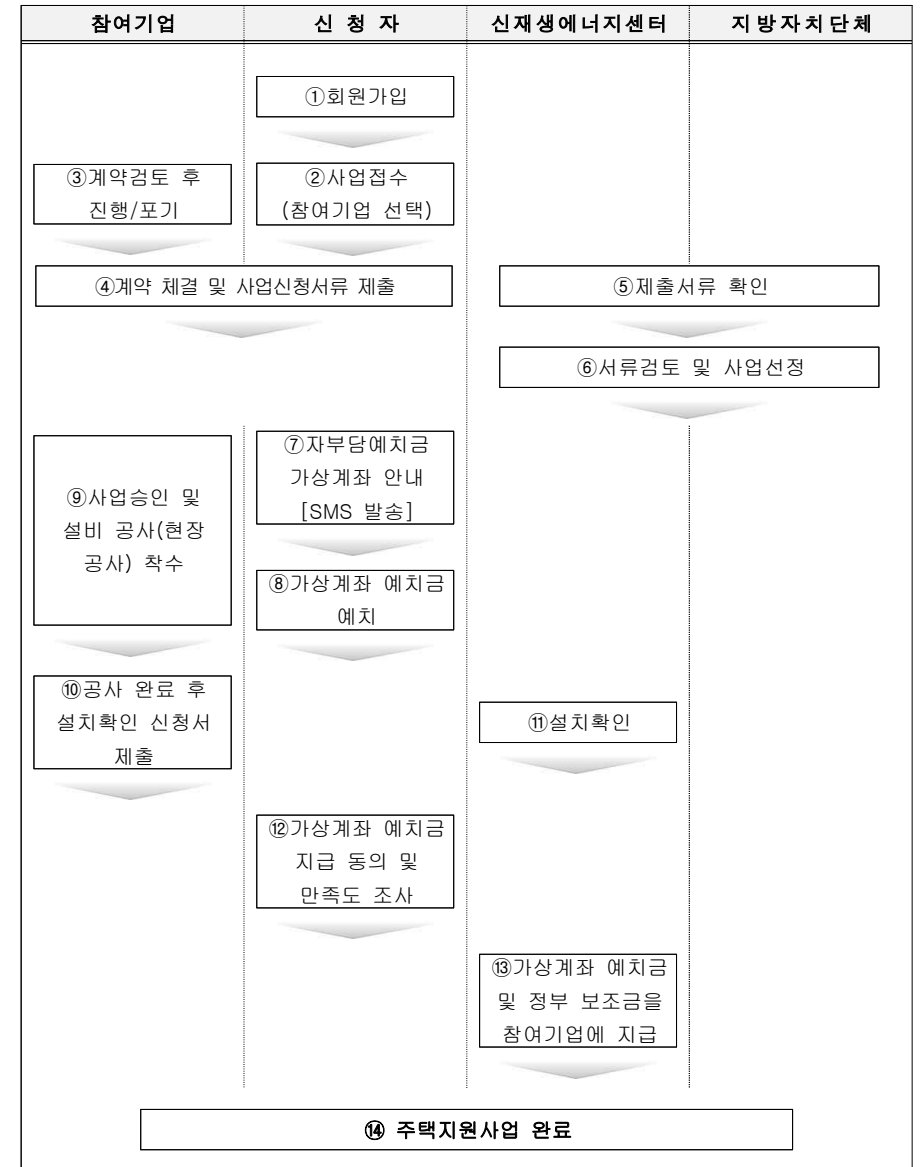 참여기업 신 청 자 신재생에너지센터 지방자치단체
①회원가입
③계약검토 후
진행/포기
②사업접수
(참여기업 선택)
④계약 체결 및 사업신청서류 제출
⑤제출서류 확인
⑥서류검토 및 사업선정
⑦자부담예치금
가상계좌 안내
[SMS 발송]
⑨사업승인 및
설비 공사(현장
공사) 착수
⑧가상계좌 예치금
예치
⑩공사 완료 후
설치확인 신청서
제출
⑪설치확인
⑫가상계좌 예치금
지급 동의 및
만족도 조사
⑬가상계좌 예치금
및 정부 보조금을
참여기업에 지급
⑭ 주택지원사업 완료